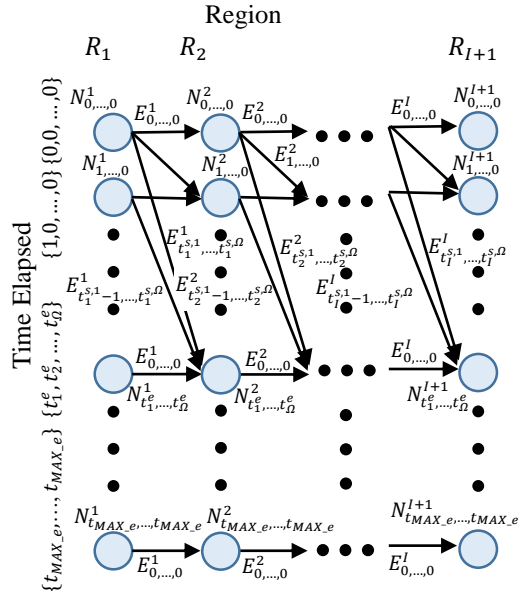 Region
R_1 R_2 R_{I+1}
N^1_{0,…,0} E^1_{0,…,0} N^2_{0,…,0} E^2_{0,…,0} E^I_{0,…,0} N^{I+1}_{0,…,0}
N^1_{1,…,0} N^2_{1,…,0} E^2_{1,…,0} N^{I+1}_{1,…,0}
E^1_{t_1^{s,1},…,t_1^{s,Ω}} E^2_{t_2^{s,1},…,t_2^{s,Ω}} E^I_{t_I^{s,1},…,t_I^{s,Ω}}
E^1_{t_1^{s,1}-1,…,t_1^{s,Ω}} E^2_{t_2^{s,1}-1,…,t_2^{s,Ω}} E^I_{t_I^{s,1}-1,…,t_I^{s,Ω}}
E^1_{0,…,0} E^2_{0,…,0} E^I_{0,…,0}
N^1_{t_1^e,…,t_Ω^e} N^2_{t_1^e,…,t_Ω^e} N^{I+1}_{t_1^e,…,t_Ω^e}
N^1_{t_{MAX_e},…,t_{MAX_e}} N^2_{t_{MAX_e},…,t_{MAX_e}} N^{I+1}_{t_{MAX_e},…,t_{MAX_e}}
E^1_{0,…,0} E^2_{0,…,0} E^I_{0,…,0}
Time Elapsed
{t_{MAX_e},…, t_{MAX_e}} {t_1^e, t_2^e, …, t_Ω^e} {1,0, …, 0} {0,0, …, 0}